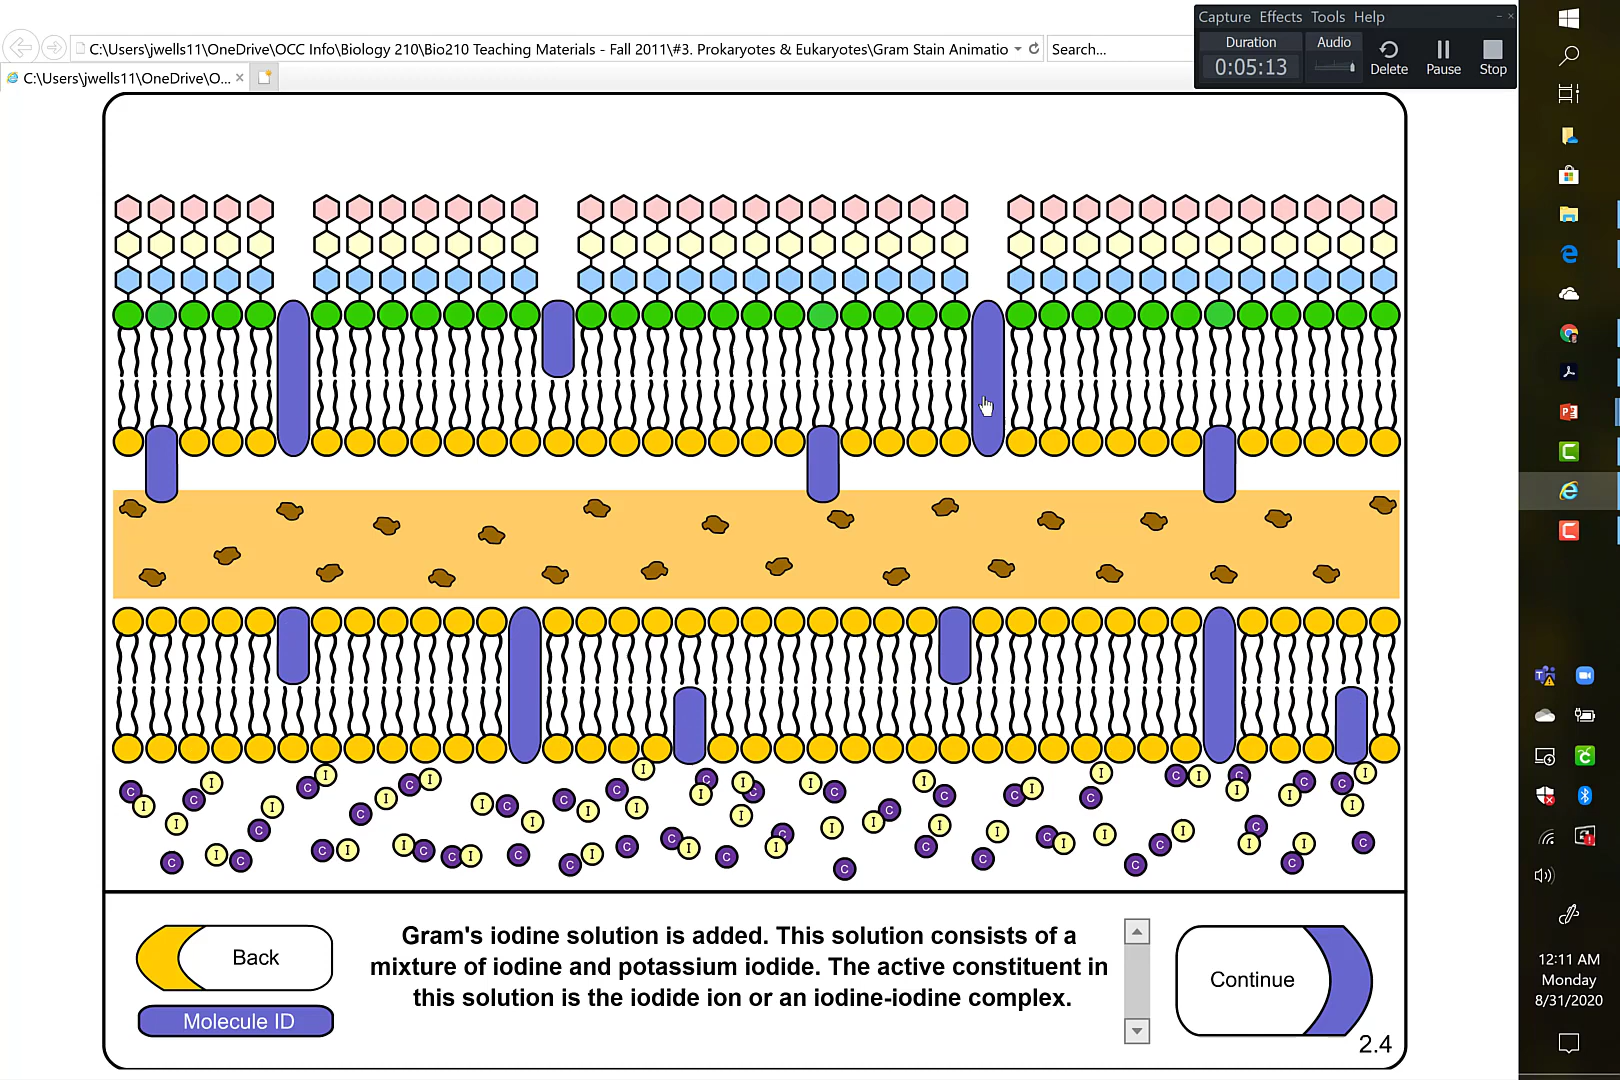 Capture Effects Tools Help
Duration
Audio
0:05:13
Delete
Pause
Stop
C:\Users\jwells11\OneDrive\OCC Info\Biology 210\Bio210 Teaching Materials - Fall 2011\#3. Prokaryotes & Eukaryotes\Gram Stain Animatio
Search...
C:\Users\jwells11\OneDrive\O...
Gram's iodine solution is added. This solution consists of a
mixture of iodine and potassium iodide. The active constituent in
this solution is the iodide ion or an iodine-iodine complex.
Back
Molecule ID
Continue
2.4
12:11 AM
Monday
8/31/2020